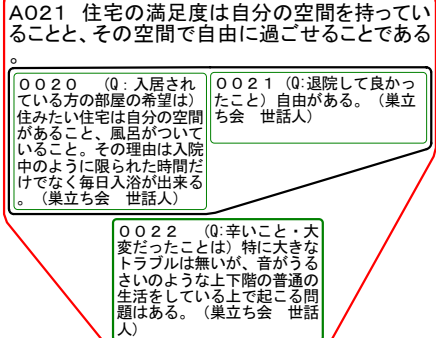 A021 住宅の満足度は自分の空間を持ってい
ることと、その空間で自由に過ごせることである
。
0020 (Q:入居され
ている方の部屋の希望は)
住みたい住宅は自分の空間
があること、風呂がついて
いること。その理由は入院
中のように限られた時間だ
けでなく毎日入浴が出来る
。(巣立ち会 世話人)
0021(Q:退院して良かっ
たこと)自由がある。(巣立
ち会 世話人)
0022 (Q:辛いこと・大
変だったことは)特に大きな
トラブルは無いが、音がうる
さいのような上下階の普通の
生活をしている上で起こる問
題はある。(巣立ち会 世話
人)